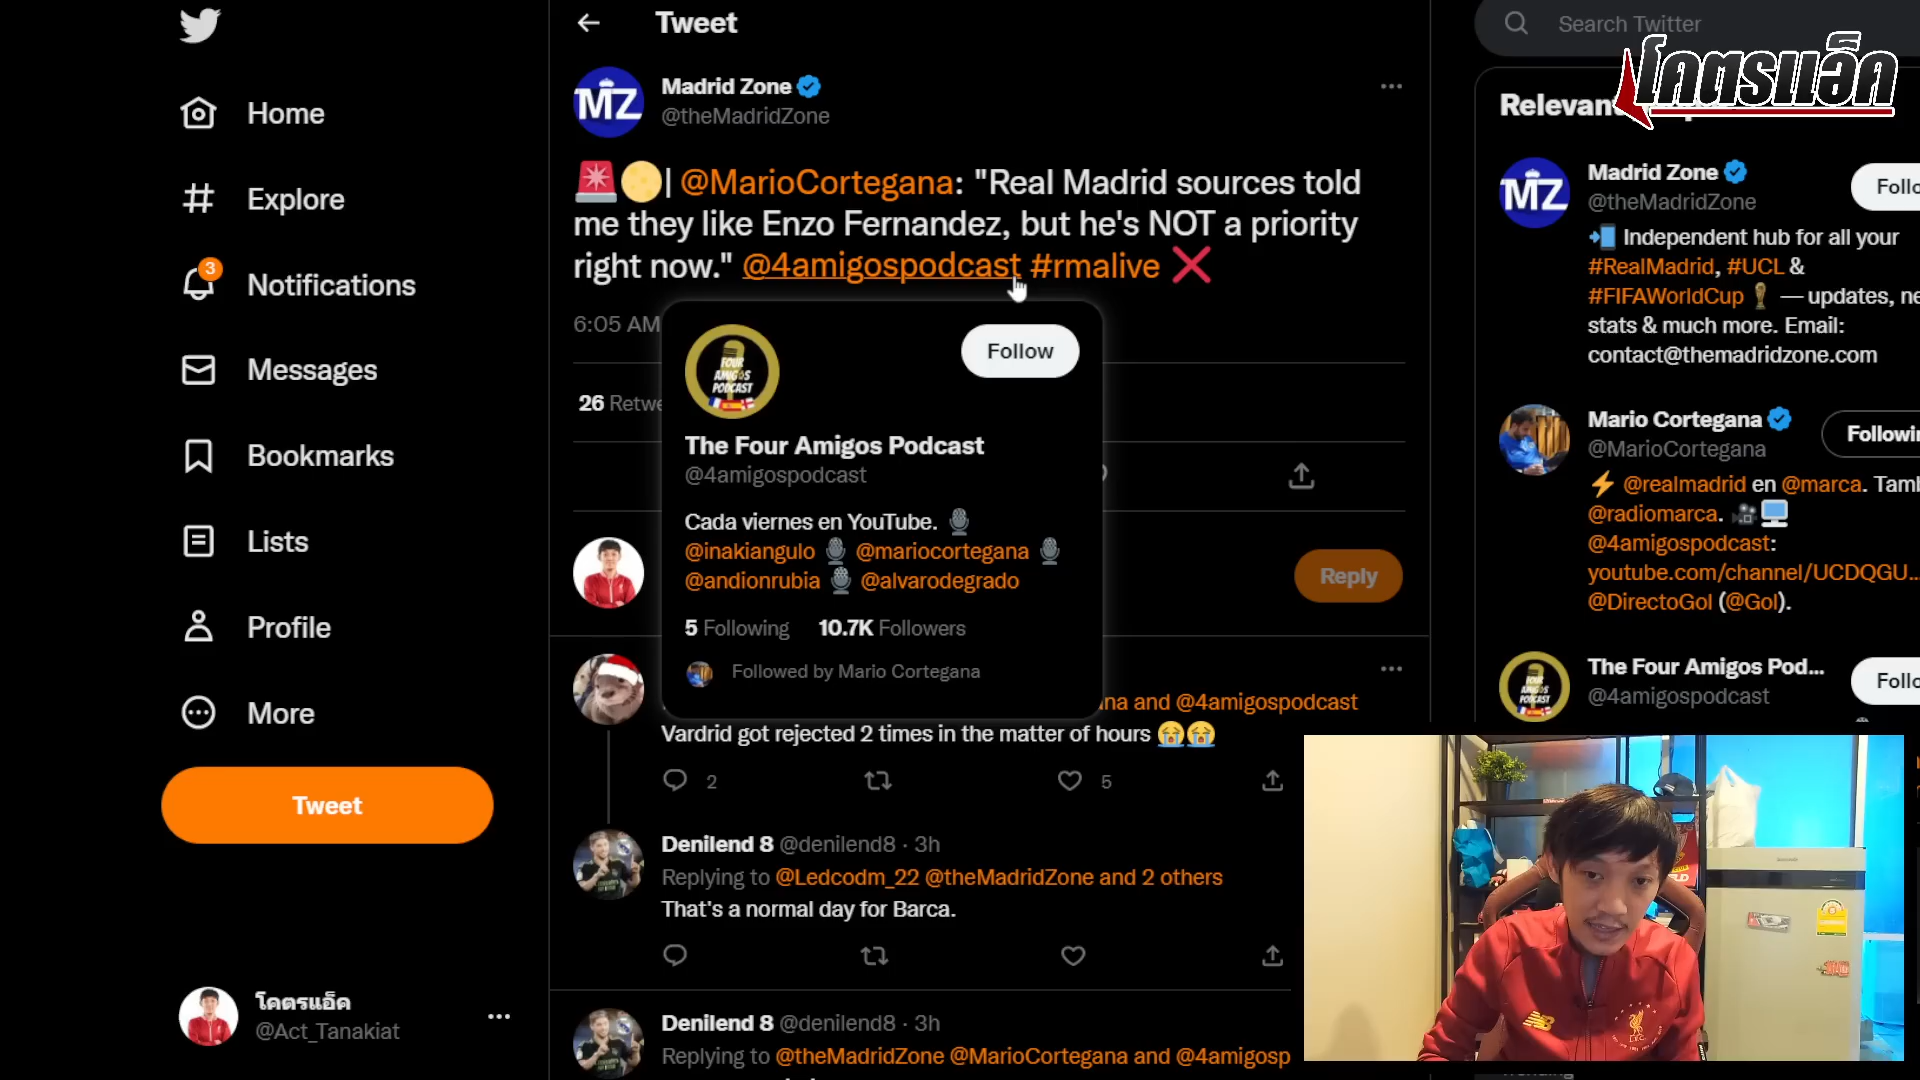 Home
Explore
3
Notifications
Messages
Bookmarks
Lists
Profile
More
Tweet
โคตรแอ็ค
@Act_Tanakiat
Tweet
MZ
Madrid Zone
@theMadridZone
| @MarioCortegana: "Real Madrid sources told
me they like Enzo Fernandez, but he's NOT a priority
right now." @4amigospodcast #rmalive
6:05 AM
26 Retwe
FOUR
AMIGOS
PODCAST
Follow
The Four Amigos Podcast
@4amigospodcast
Cada viernes en YouTube.
@inakiangulo @mariocortegana
@andionrubia @alvarodegrado
5 Following 10.7K Followers
Followed by Mario Cortegana
Reply
and @4amigospodcast
Vardrid got rejected 2 times in the matter of hours
2
5
Denilend 8 @denilend8 · 3h
Replying to @Ledcodm_22 @theMadridZone and 2 others
That's a normal day for Barca.
Denilend 8 @denilend8 · 3h
Replying to @theMadridZone @MarioCortegana and @4amigosp
Search Twitter
โคตรแอ็ค
Relevan
MZ
Madrid Zone
@theMadridZone
Follo
Independent hub for all your
#RealMadrid, #UCL &
#FIFAWorldCup — updates, ne
stats & much more. Email:
contact@themadridzone.com
Mario Cortegana
@MarioCortegana
Followin
@realmadrid en @marca. Tamb
@radiomarca.
@4amigospodcast:
youtube.com/channel/UCDQGU...
@DirectoGol (@Gol).
The Four Amigos Pod...
@4amigospodcast
Follo